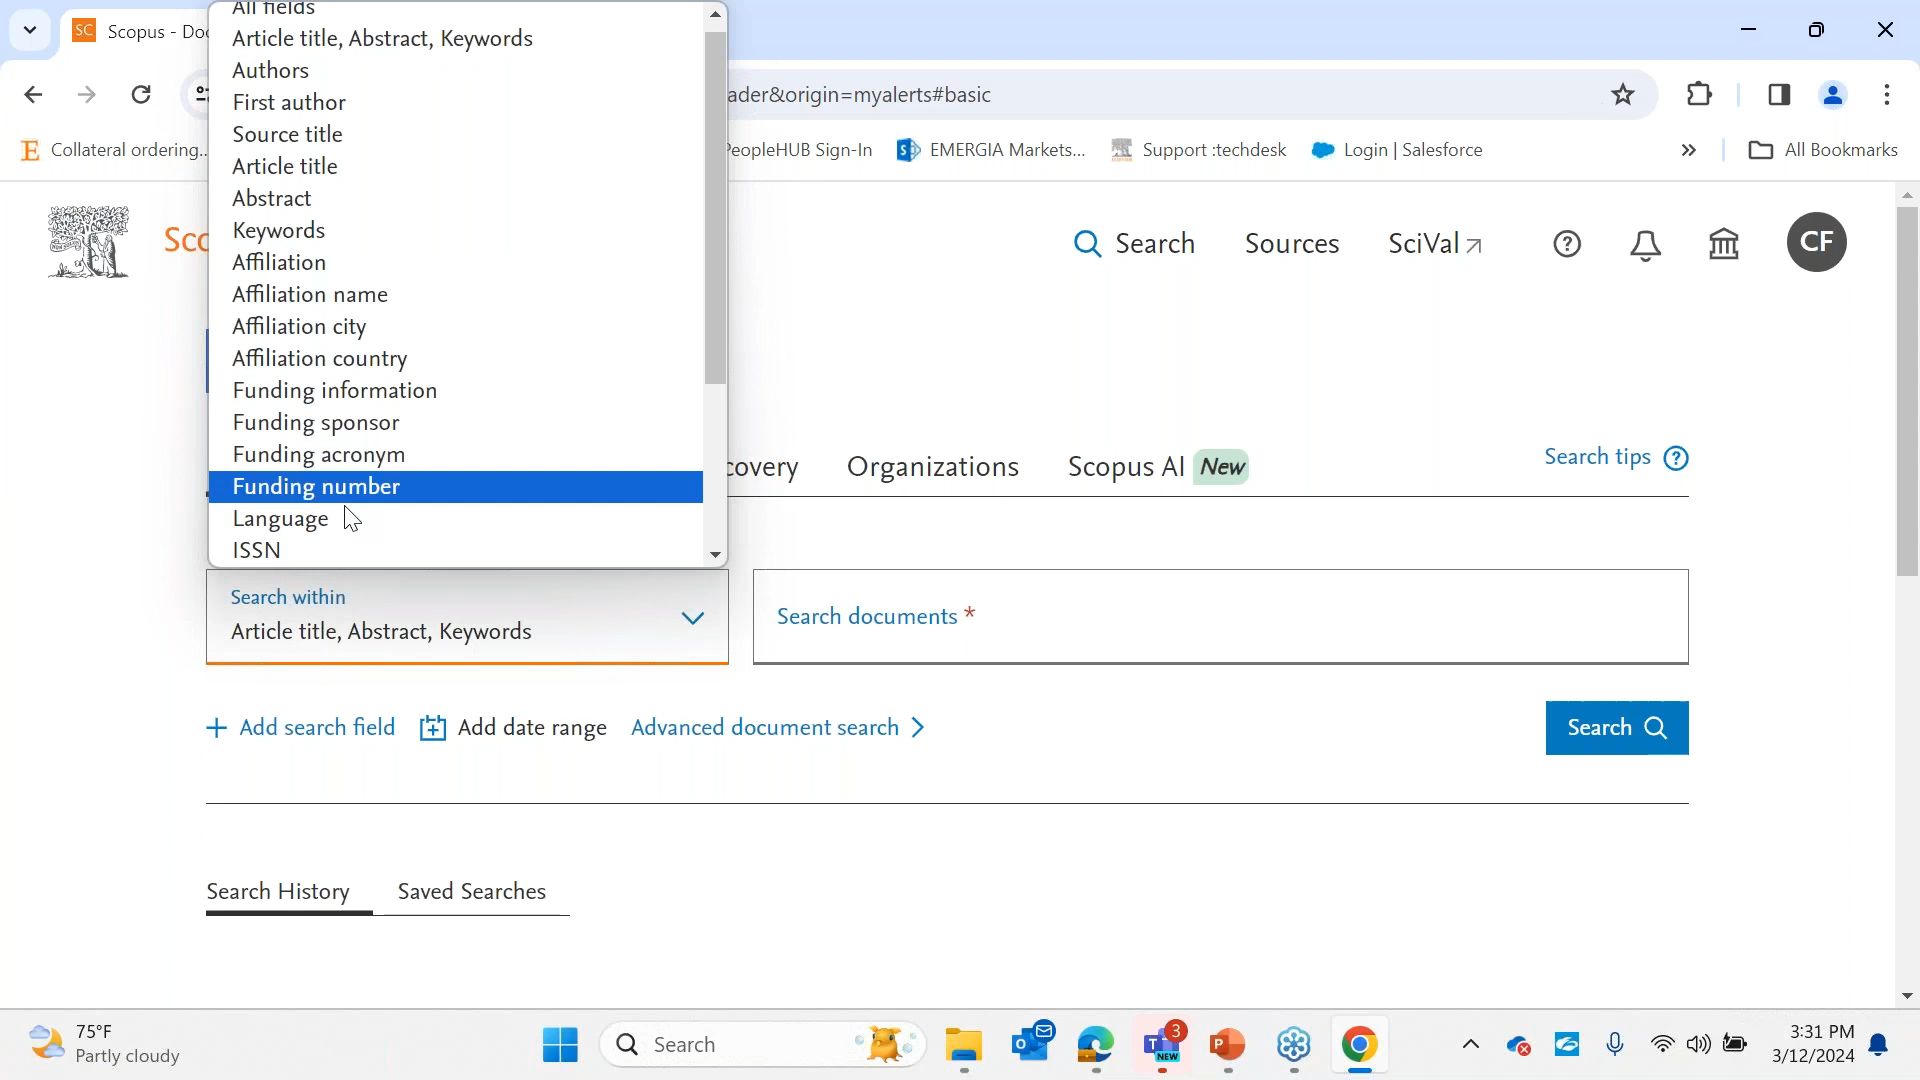 SC Scopus - Doc
All fields
Article title, Abstract, Keywords
Authors
First author
Source title
Article title
Abstract
Keywords
Affiliation
Affiliation name
Affiliation city
Affiliation country
Funding information
Funding sponsor
Funding acronym
Funding number
Language
ISSN
ader&origin=myalerts#basic
E Collateral ordering...
PeopleHUB Sign-In
EMERGIA Markets...
Support :techdesk
Login | Salesforce
»
All Bookmarks
Sco
Search
Sources
SciVal
CF
covery
Organizations
Scopus AI New
Search tips
Search within
Article title, Abstract, Keywords
Search documents *
Add search field
Add date range
Advanced document search
Search
Search History
Saved Searches
75°F
Partly cloudy
Search
3
NEW
3:31 PM
3/12/2024